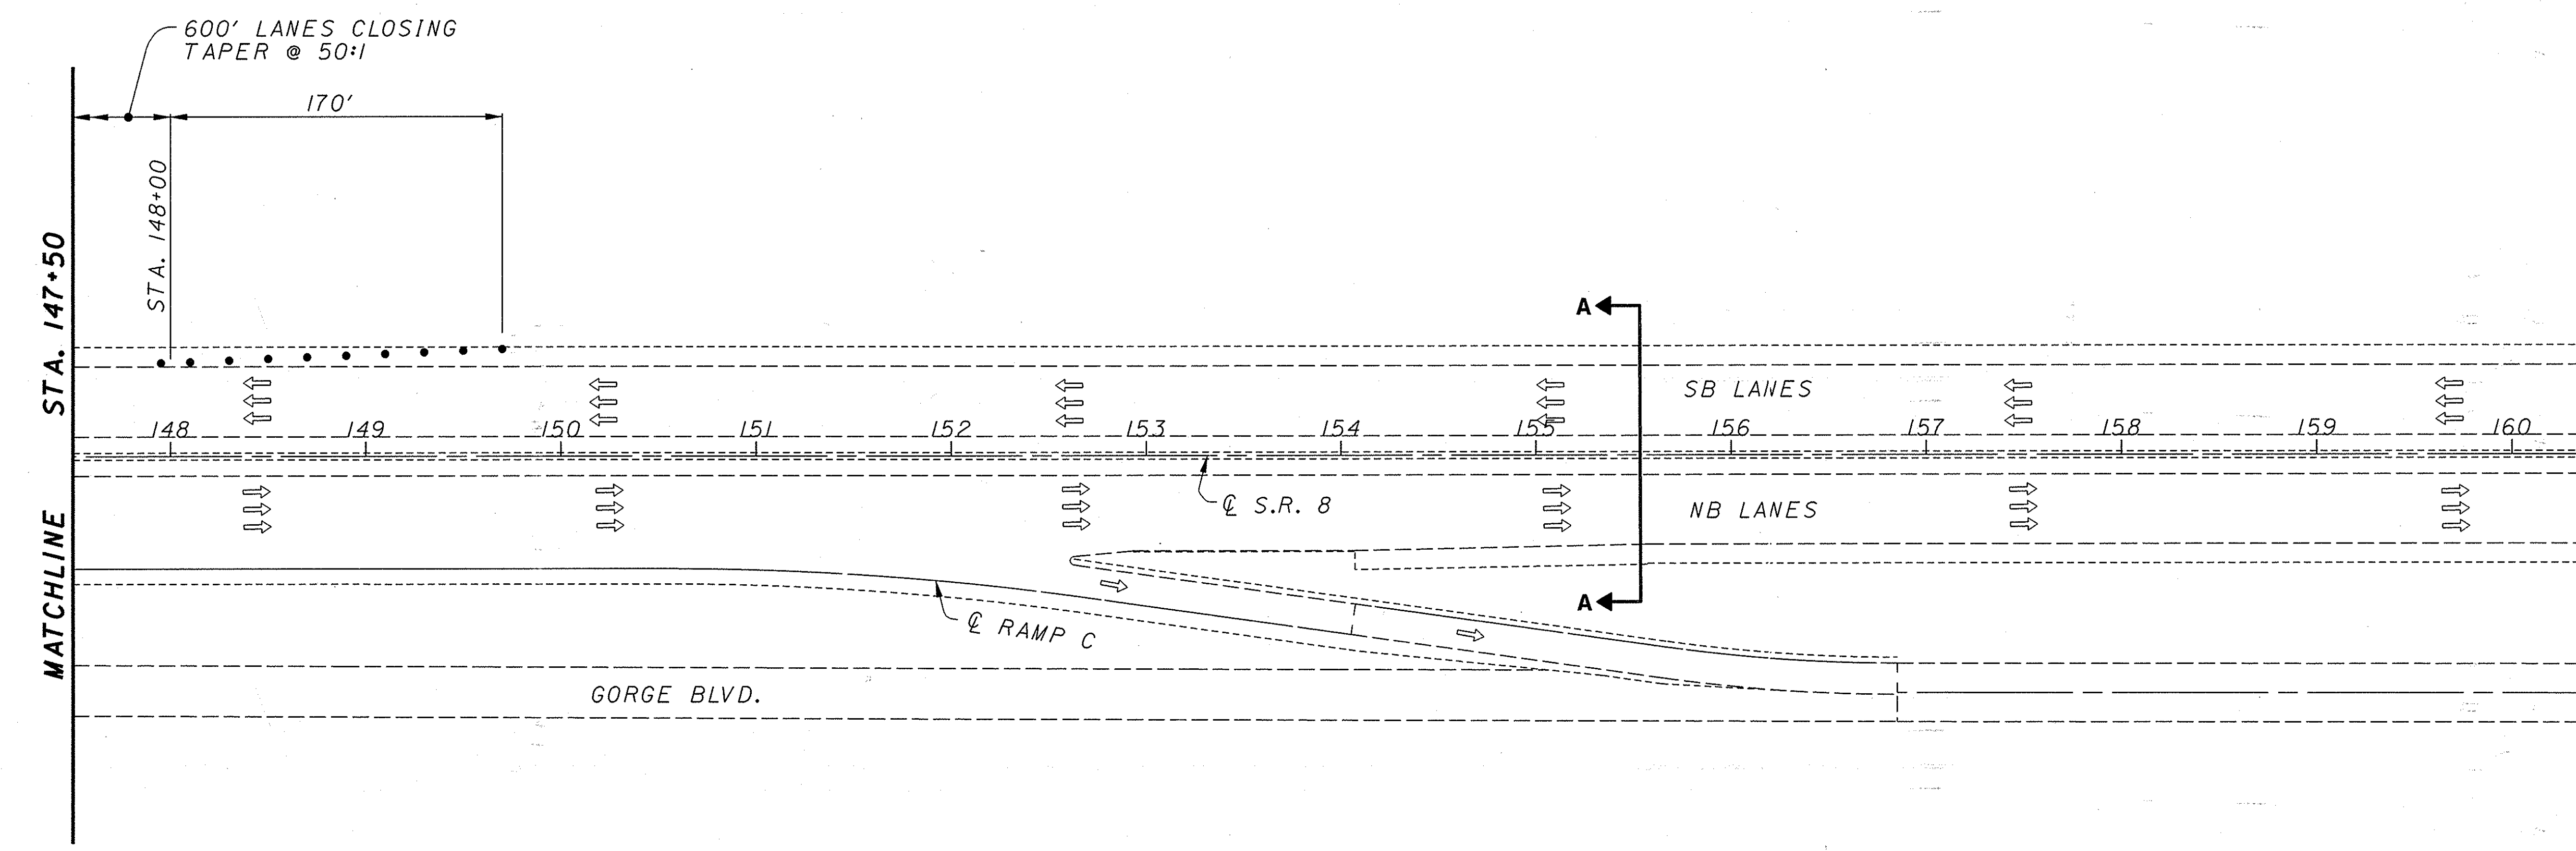 600' LANES CLOSING
TAPER @ 50:1
170'
STA. 148+00
STA. 147+50
MATCHLINE
A
SB LANES
148 149 150 151 152 153 154 155 156 157 158 159 160
℄ S.R. 8
NB LANES
A
℄ RAMP C
GORGE BLVD.